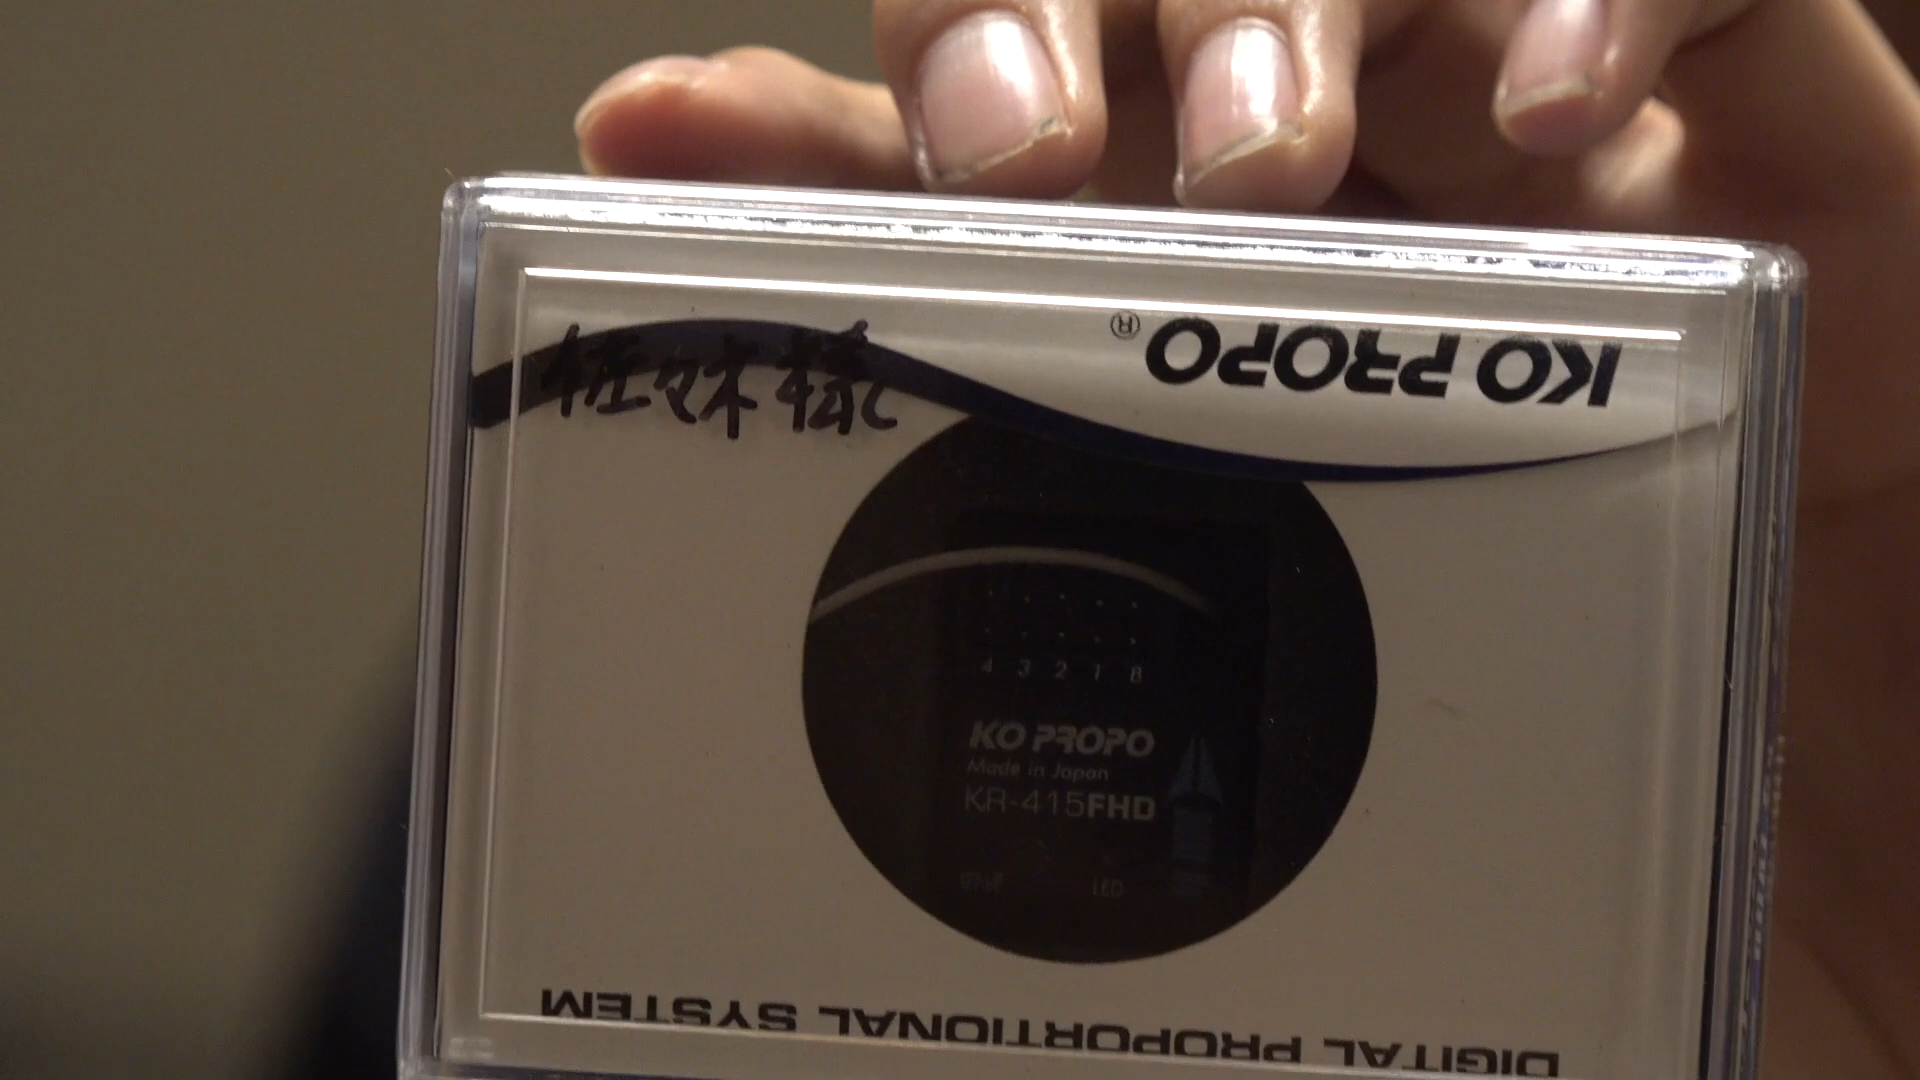 佐々木様
KO PROPO®
4 3 2 1 B
KO PROPO
Made in Japan
KR-415FHD
LED
DIGITAL PROPORTIONAL SYSTEM